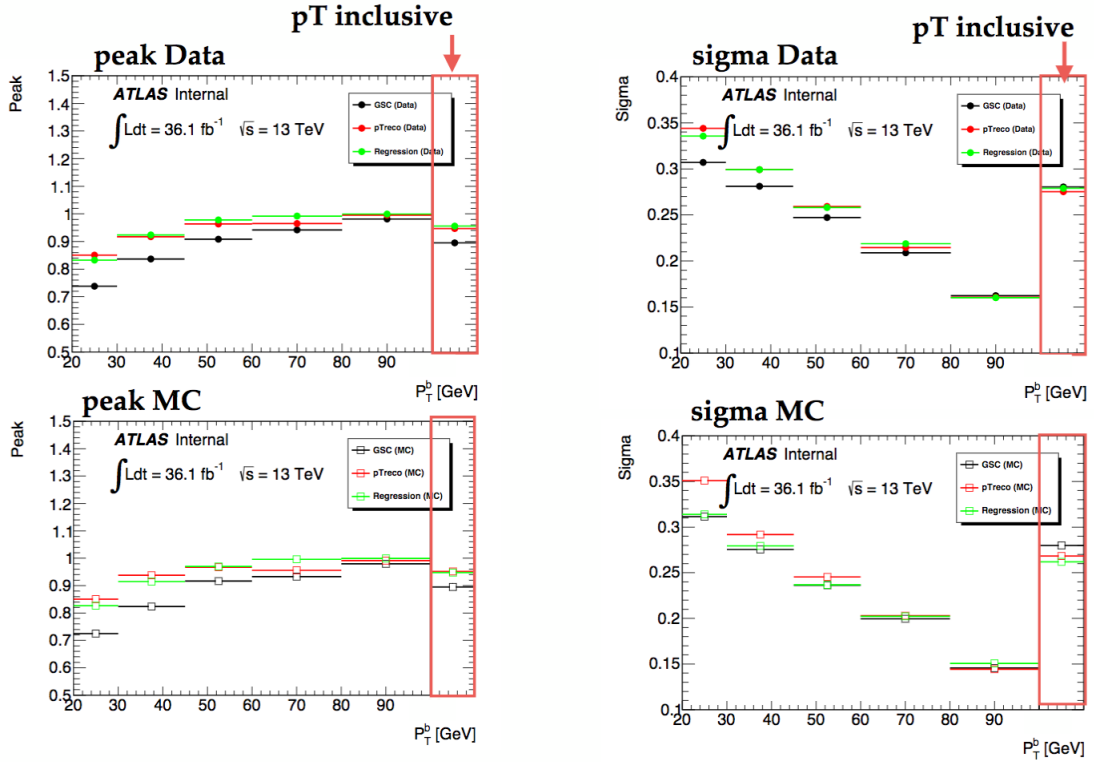 pT inclusive
peak Data
1.5
1.4
1.3
1.2
1.1
1
0.9
0.8
0.7
0.6
0.5
Peak
ATLAS Internal
∫Ldt = 36.1 fb⁻¹ √s = 13 TeV
GSC (Data)
pTreco (Data)
Regression (Data)
20 30 40 50 60 70 80 90
P_T^b [GeV]
pT inclusive
sigma Data
0.4
0.35
0.3
0.25
0.2
0.15
0.1
Sigma
ATLAS Internal
∫Ldt = 36.1 fb⁻¹ √s = 13 TeV
GSC (Data)
pTreco (Data)
Regression (Data)
20 30 40 50 60 70 80 90
P_T^b [GeV]
peak MC
1.5
1.4
1.3
1.2
1.1
1
0.9
0.8
0.7
0.6
0.5
Peak
ATLAS Internal
∫Ldt = 36.1 fb⁻¹ √s = 13 TeV
GSC (MC)
pTreco (MC)
Regression (MC)
20 30 40 50 60 70 80 90
P_T^b [GeV]
sigma MC
0.4
0.35
0.3
0.25
0.2
0.15
0.1
Sigma
ATLAS Internal
∫Ldt = 36.1 fb⁻¹ √s = 13 TeV
GSC (MC)
pTreco (MC)
Regression (MC)
20 30 40 50 60 70 80 90
P_T^b [GeV]